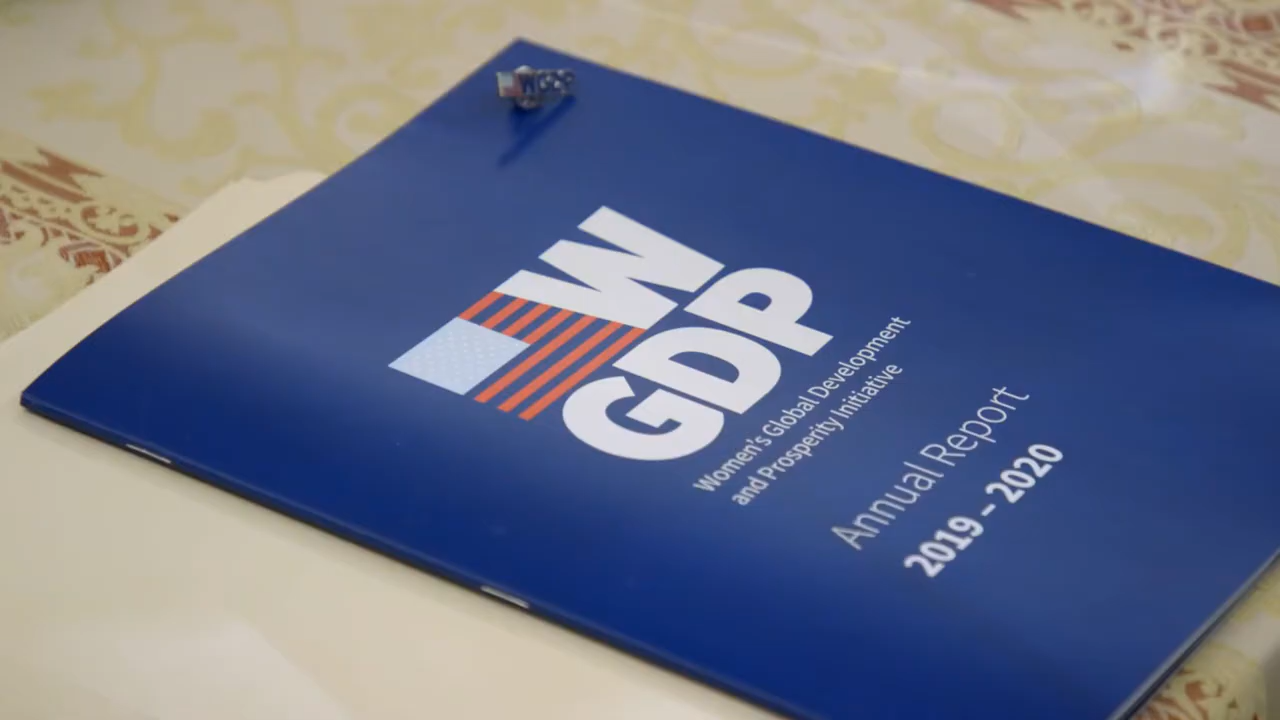 W
GDP
Women's Global Development
and Prosperity Initiative
Annual Report
2019 – 2020